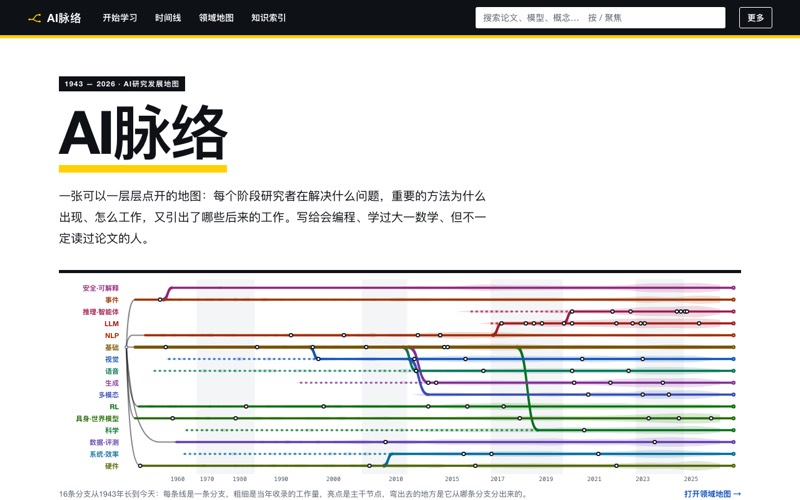 AI脉络
开始学习
时间线
领域地图
知识索引
搜索论文、模型、概念… 按 / 聚焦
更多
1943 — 2026 · AI研究发展地图
AI脉络
一张可以一层层点开的地图：每个阶段研究者在解决什么问题，重要的方法为什么
出现、怎么工作，又引出了哪些后来的工作。写给会编程、学过大一数学、但不一
定读过论文的人。
安全·可解释
事件
推理·智能体
LLM
NLP
基础
视觉
语音
生成
多模态
RL
具身·世界模型
科学
数据·评测
系统·效率
硬件
1960 1970 1980 2000 2010 2015 2017 2019 2021 2023 2025
16条分支从1943年长到今天：每条线是一条分支，粗细是当年收录的工作量，亮点是主干节点，弯出去的地方是它从哪条分支分出来的。
打开领域地图 →